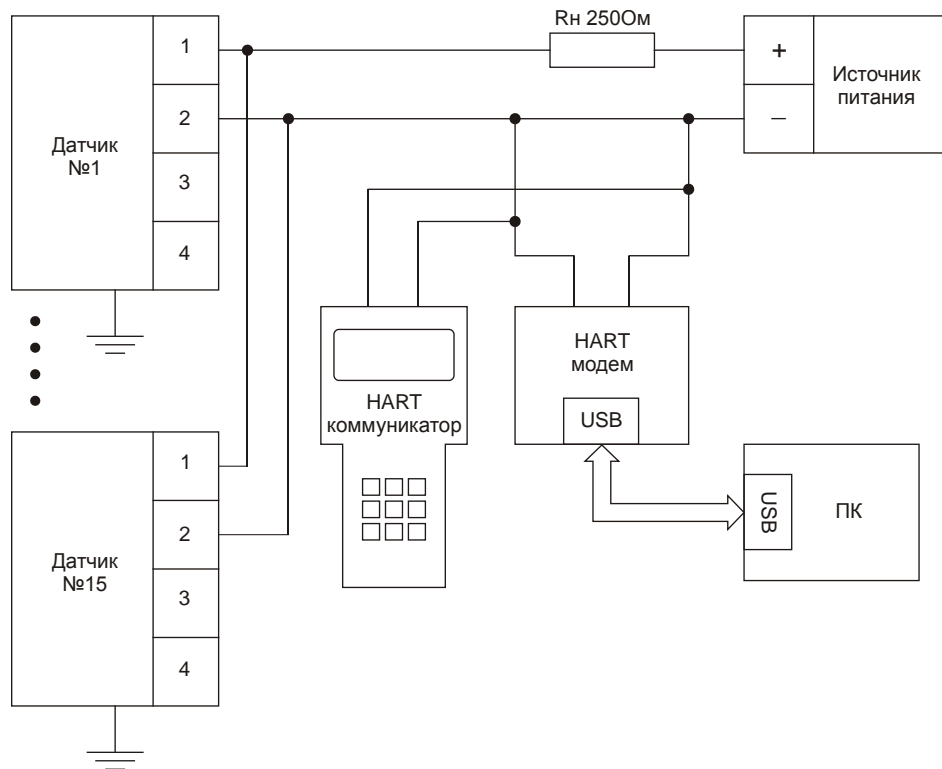 Rн 250Ом
Датчик
№1
1
2
3
4
+
–
Источник
питания
HART
коммуникатор
HART
модем
USB
USB
ПК
Датчик
№15
1
2
3
4